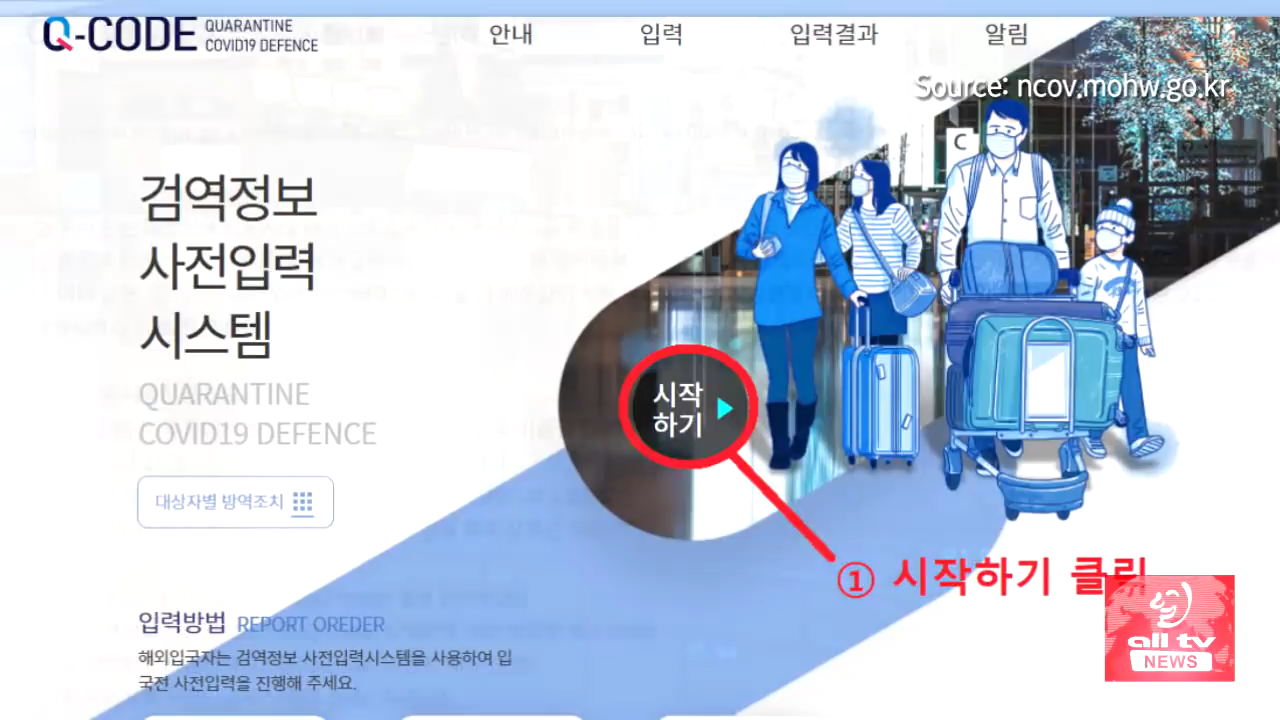 Q-CODE
QUARANTINE
COVID19 DEFENCE
안내
입력
입력결과
알림
Source: ncov.mohw.go.kr
C
검역정보
사전입력
시스템
QUARANTINE
COVID19 DEFENCE
시작
하기
대상자별 방역조치
① 시작하기 클릭
입력방법 REPORT OREDER
해외입국자는 검역정보 사전입력시스템을 사용하여 입
국전 사전입력을 진행해 주세요.
all tv
NEWS